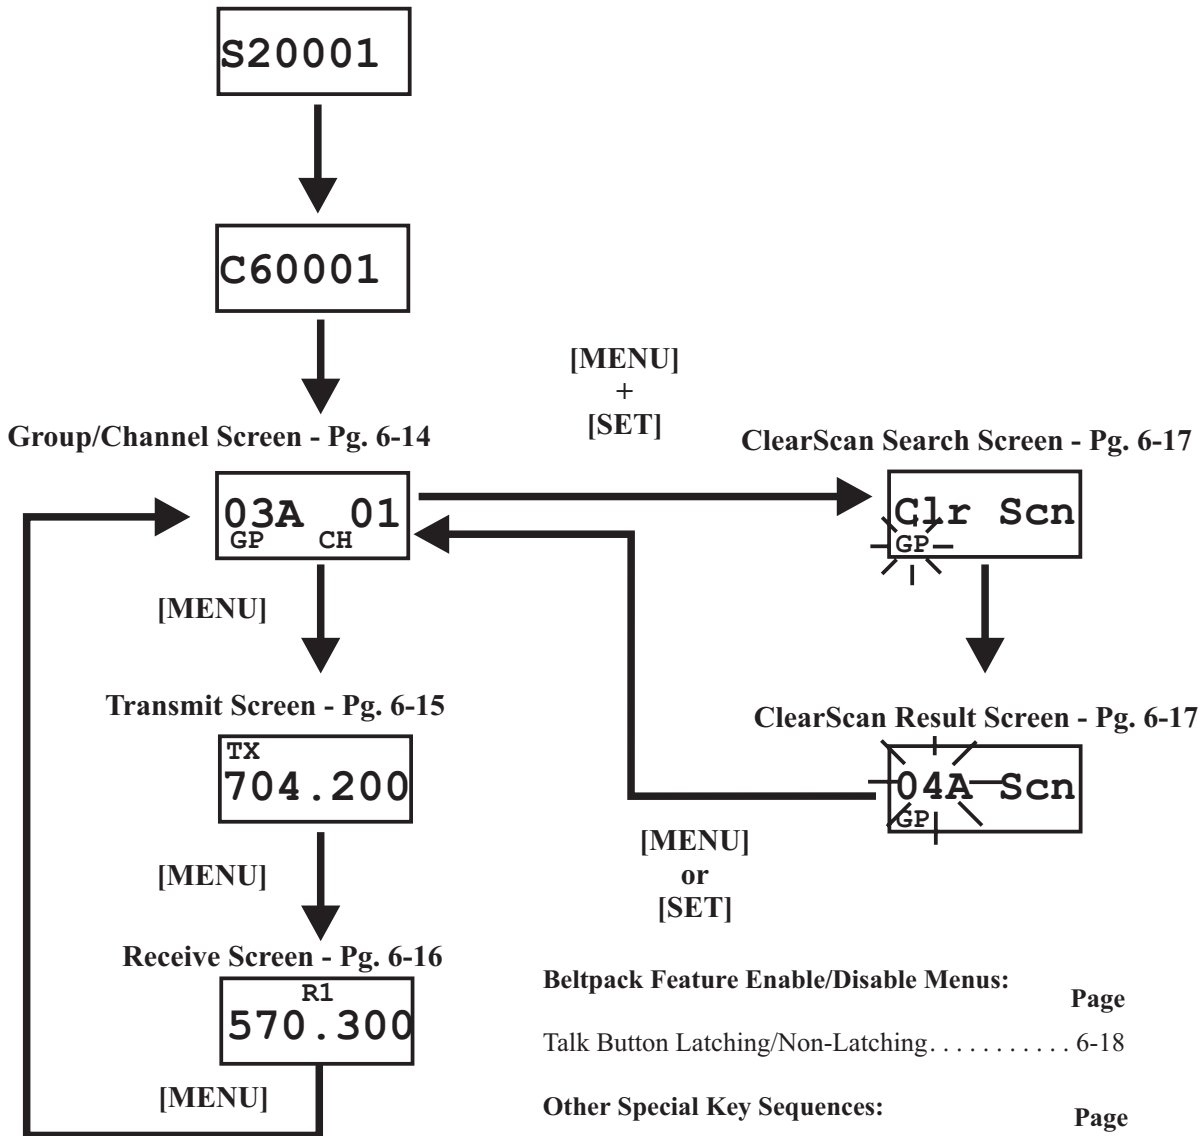 S20001
C60001
[MENU]
+
[SET]
Group/Channel Screen - Pg. 6-14
03A 01
GP CH
[MENU]
Transmit Screen - Pg. 6-15
TX
704.200
[MENU]
Receive Screen - Pg. 6-16
R1
570.300
[MENU]
ClearScan Search Screen - Pg. 6-17
Clr Scn
GP
ClearScan Result Screen - Pg. 6-17
04A Scn
GP
[MENU]
or
[SET]
Beltpack Feature Enable/Disable Menus:
Page
Talk Button Latching/Non-Latching. . . . . . . . . . . 6-18
Other Special Key Sequences:
Page